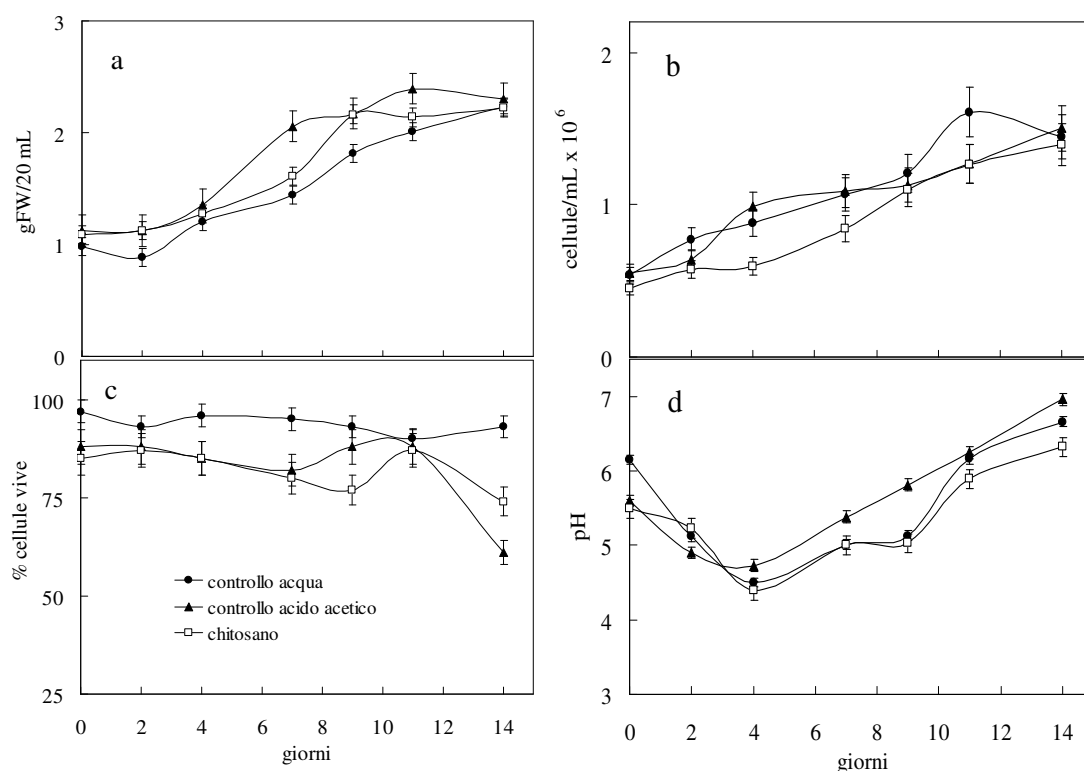 a
3
2
1
0
gFW/20 mL
b
2
1
0
cellule/mL x 10⁶
c
100
75
50
25
% cellule vive
controllo acqua
controllo acido acetico
chitosano
0 2 4 6 8 10 12 14
giorni
d
7
6
5
4
3
pH
0 2 4 6 8 10 12 14
giorni